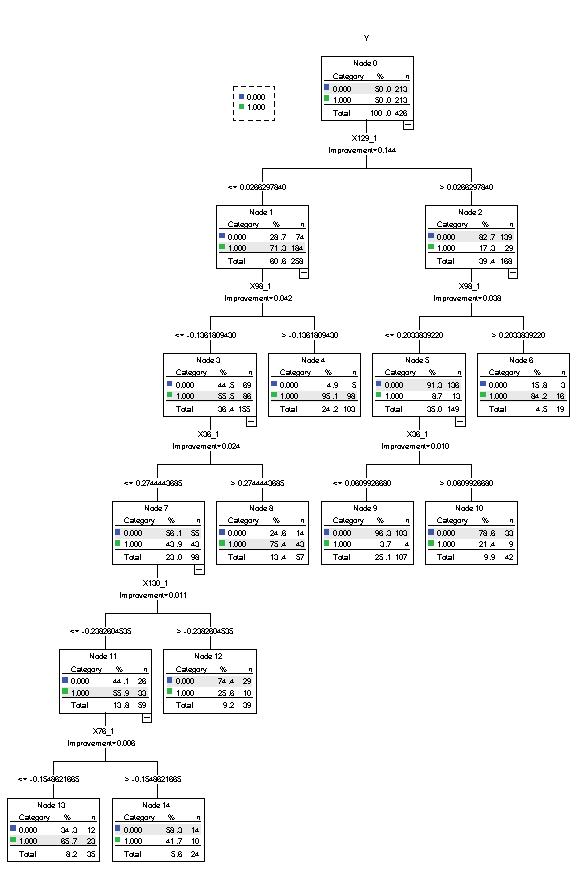 Y
Node 0
Category % n
0.000 50.0 213
1.000 50.0 213
Total 100.0 426
0.000
1.000
X129_1
Improvement=0.144
<= 0.0266297840
> 0.0266297840
Node 1
Category % n
0.000 28.7 74
1.000 71.3 184
Total 60.6 258
Node 2
Category % n
0.000 82.7 139
1.000 17.3 29
Total 39.4 168
X98_1
Improvement=0.042
X98_1
Improvement=0.038
<= -0.1361809430
> -0.1361809430
<= 0.2033839220
> 0.2033839220
Node 3
Category % n
0.000 44.5 69
1.000 55.5 86
Total 36.4 155
Node 4
Category % n
0.000 4.9 5
1.000 95.1 98
Total 24.2 103
Node 5
Category % n
0.000 91.3 136
1.000 8.7 13
Total 35.0 149
Node 6
Category % n
0.000 15.8 3
1.000 84.2 16
Total 4.5 19
X36_1
Improvement=0.024
X36_1
Improvement=0.010
<= 0.2744443685
> 0.2744443685
<= 0.0609926680
> 0.0609926680
Node 7
Category % n
0.000 56.1 55
1.000 43.9 43
Total 23.0 98
Node 8
Category % n
0.000 24.6 14
1.000 75.4 43
Total 13.4 57
Node 9
Category % n
0.000 96.3 103
1.000 3.7 4
Total 25.1 107
Node 10
Category % n
0.000 78.6 33
1.000 21.4 9
Total 9.9 42
X130_1
Improvement=0.011
<= -0.2382604535
> -0.2382604535
Node 11
Category % n
0.000 44.1 26
1.000 55.9 33
Total 13.8 59
Node 12
Category % n
0.000 74.4 29
1.000 25.6 10
Total 9.2 39
X76_1
Improvement=0.006
<= -0.1548621665
> -0.1548621665
Node 13
Category % n
0.000 34.3 12
1.000 65.7 23
Total 8.2 35
Node 14
Category % n
0.000 58.3 14
1.000 41.7 10
Total 5.6 24